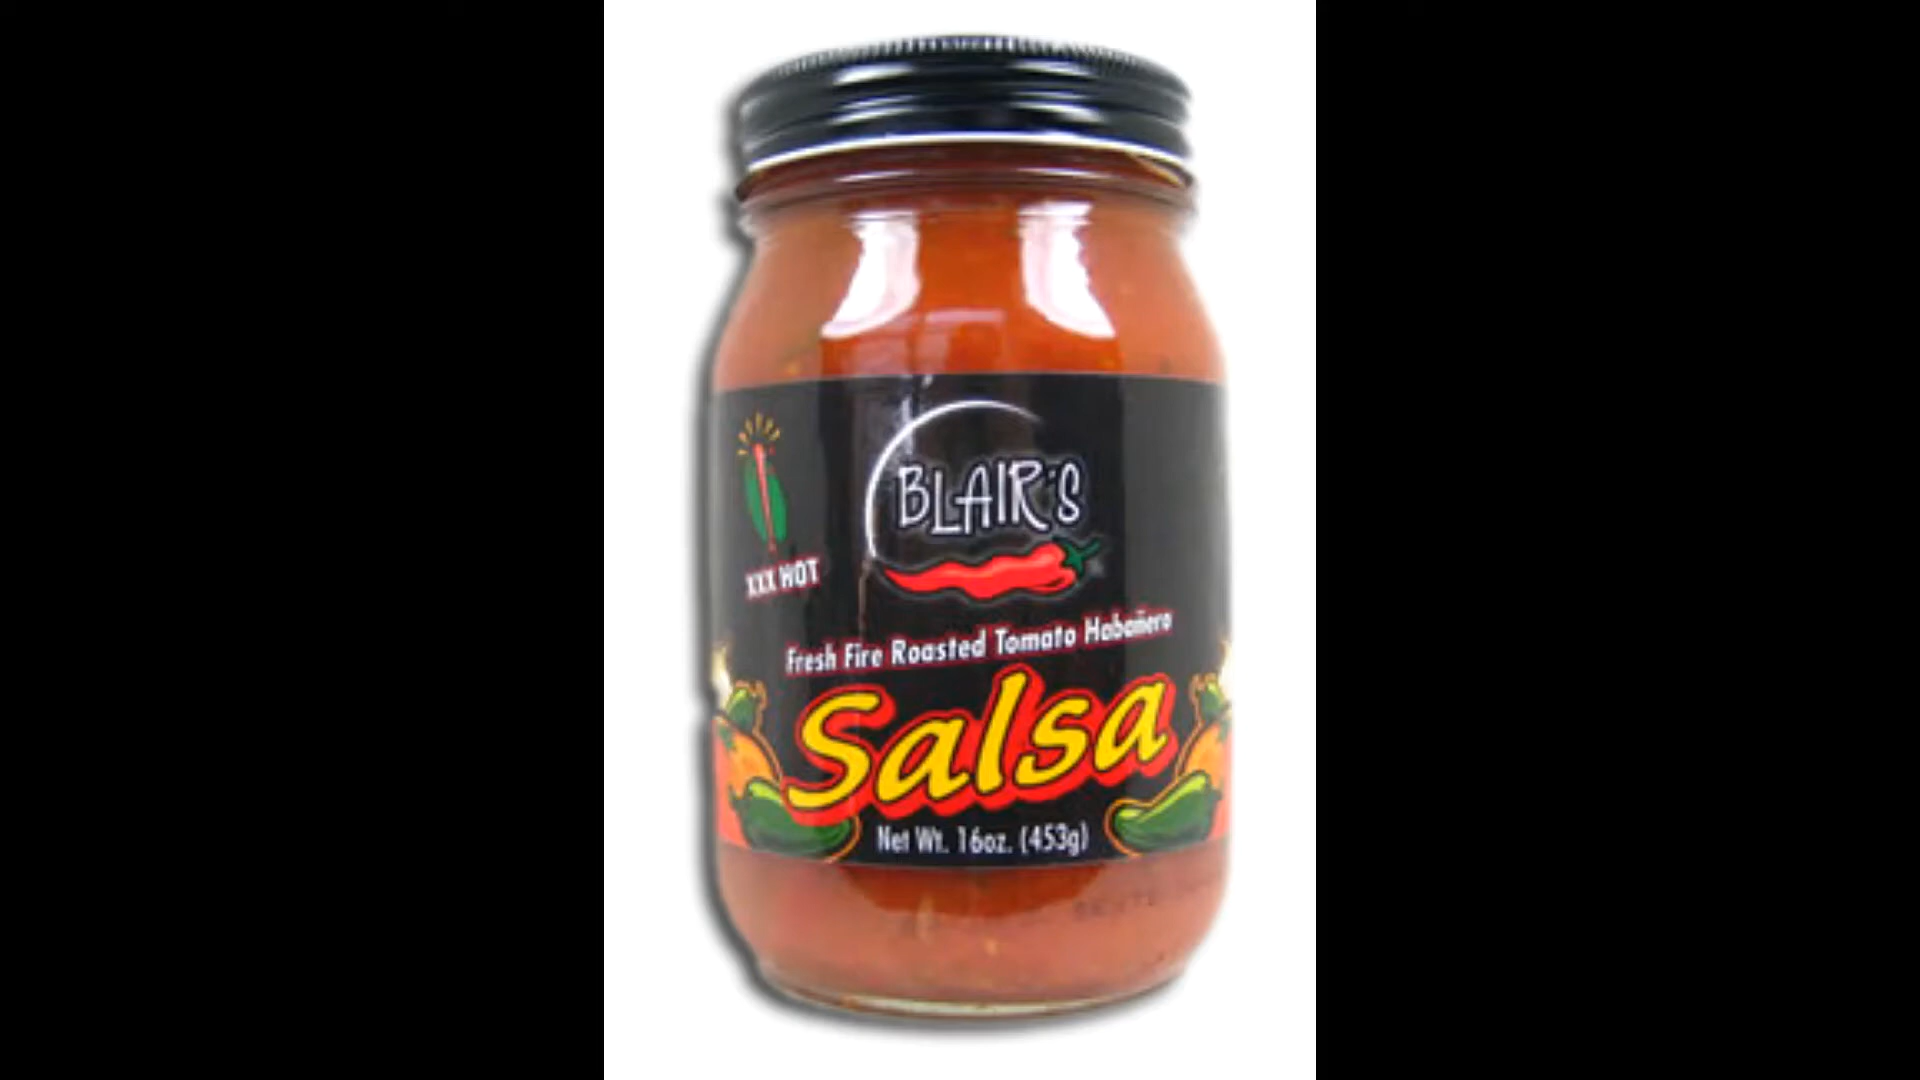 BLAIR'S
XXX HOT
Fresh Fire Roasted Tomato Habañero
Salsa
Net Wt. 16oz. (453g)